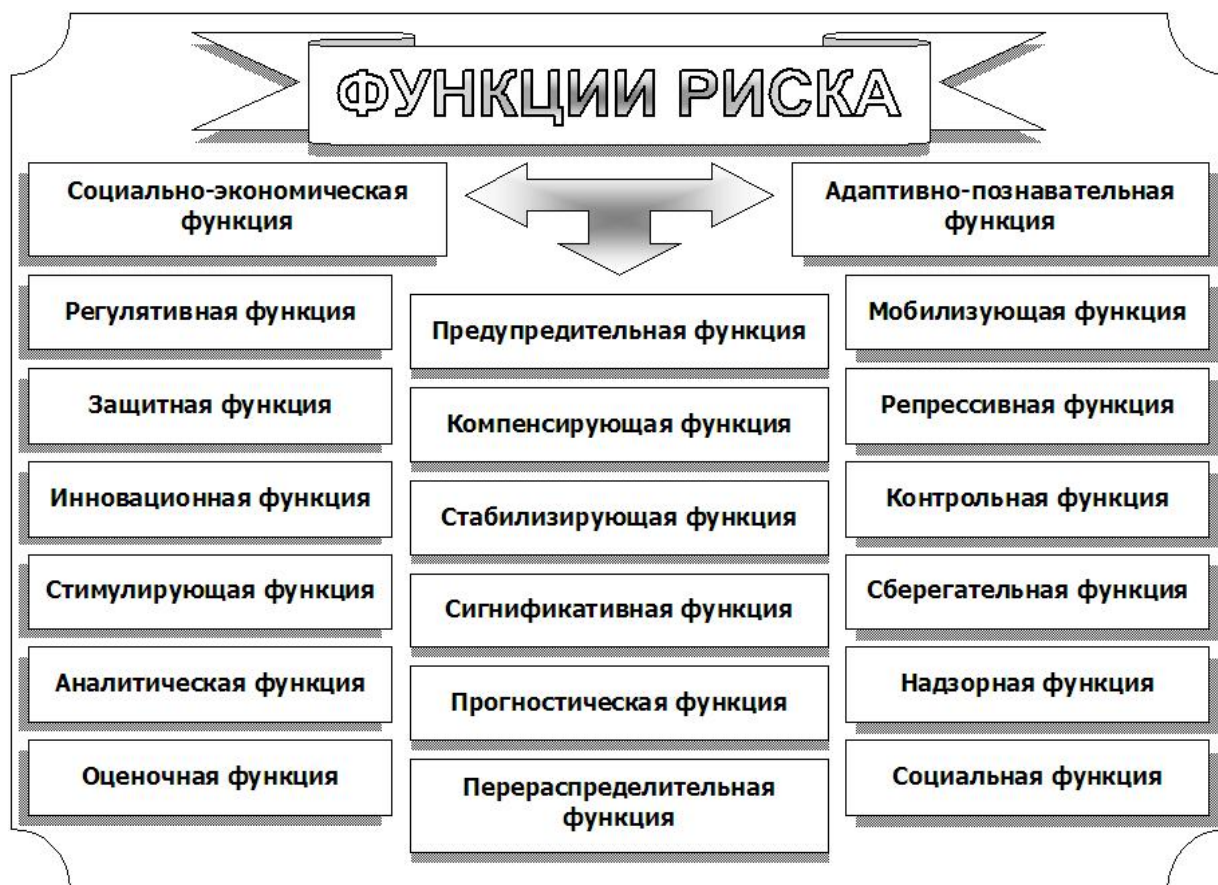 ФУНКЦИИ РИСКА
Социально-экономическая
функция
Адаптивно-познавательная
функция
Регулятивная функция
Предупредительная функция
Мобилизующая функция
Защитная функция
Компенсирующая функция
Репрессивная функция
Инновационная функция
Стабилизирующая функция
Контрольная функция
Стимулирующая функция
Сигнификативная функция
Сберегательная функция
Аналитическая функция
Прогностическая функция
Надзорная функция
Оценочная функция
Перераспределительная
функция
Социальная функция